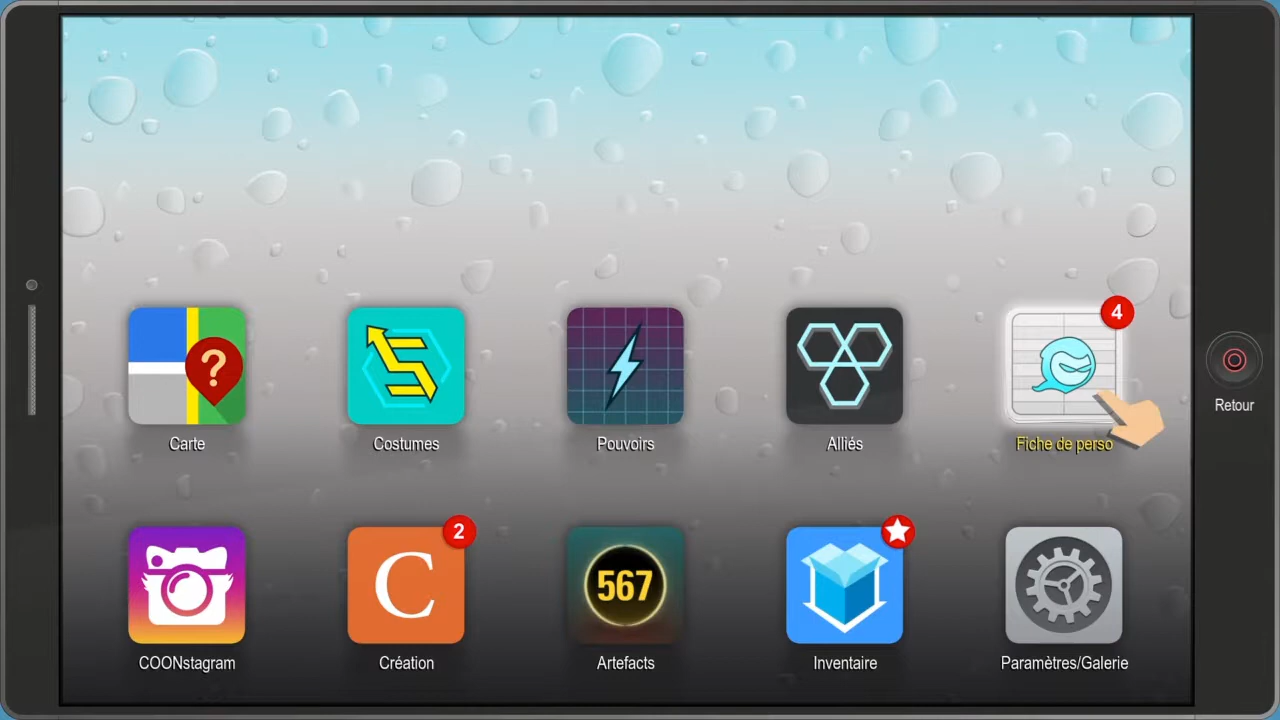 ?
4
Carte
Costumes
Pouvoirs
Alliés
Fiche de perso
Retour
2
C
567
COONstagram
Création
Artefacts
Inventaire
Paramètres/Galerie